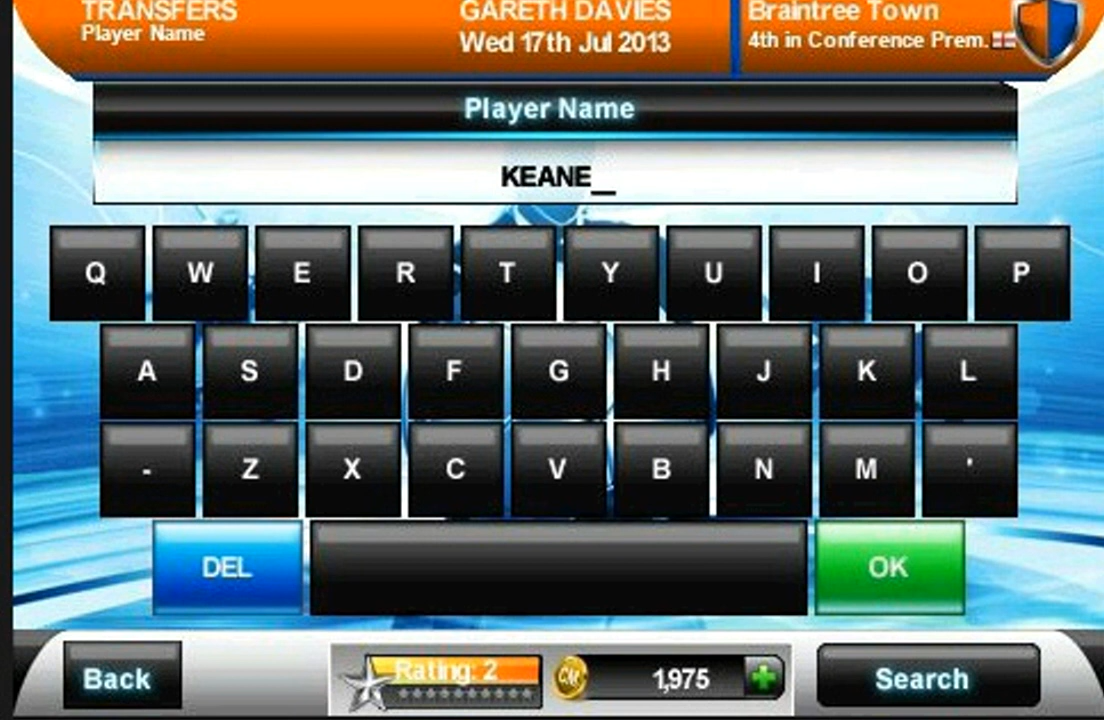 TRANSFERS
Player Name
GARETH DAVIES
Wed 17th Jul 2013
Braintree Town
4th in Conference Prem.
Player Name
KEANE_
Q W E R T Y U I O P
A S D F G H J K L
- Z X C V B N M '
DEL OK
Back
Rating: 2
CM
1,975
Search